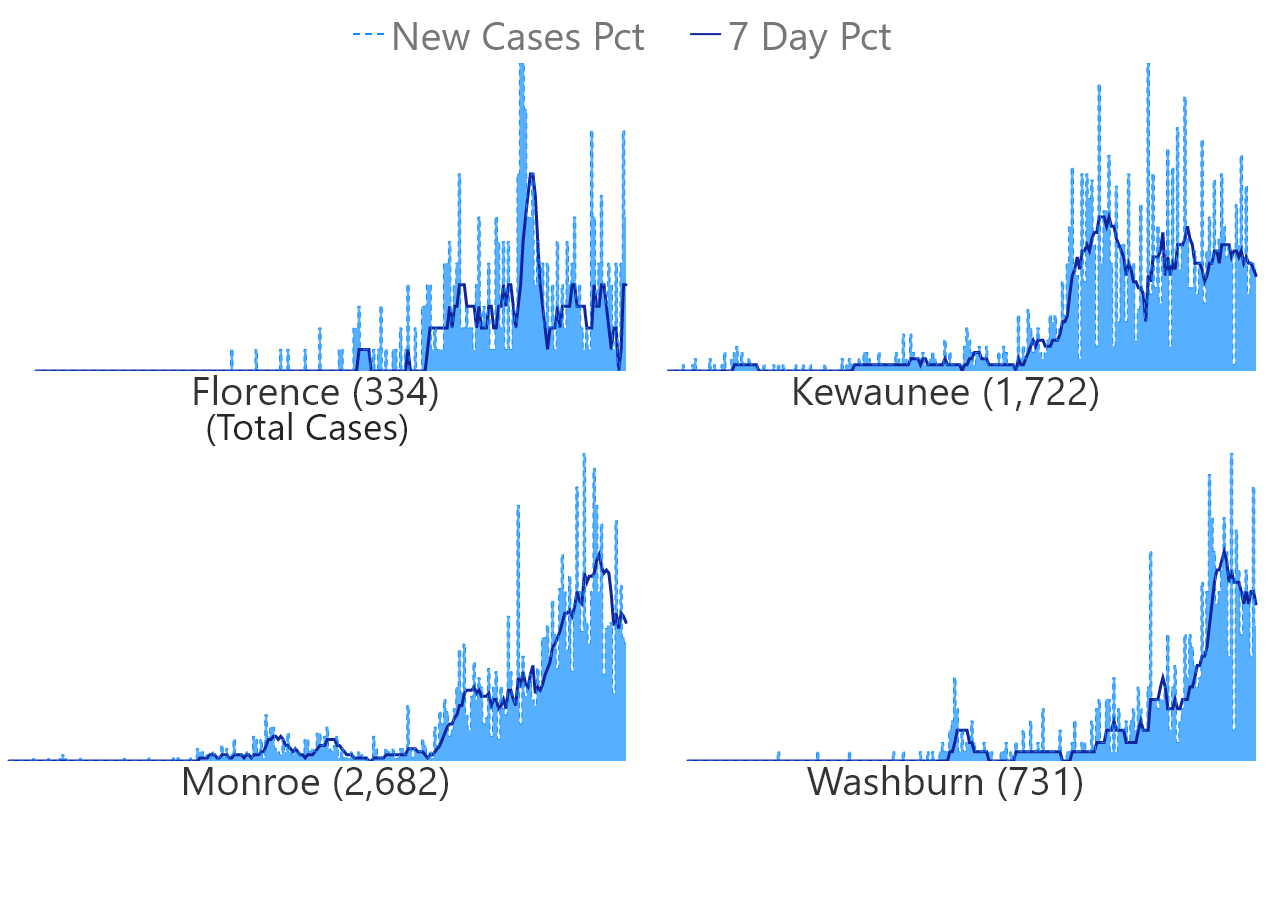 New Cases Pct 7 Day Pct
Florence (334)
(Total Cases)
Kewaunee (1,722)
Monroe (2,682)
Washburn (731)